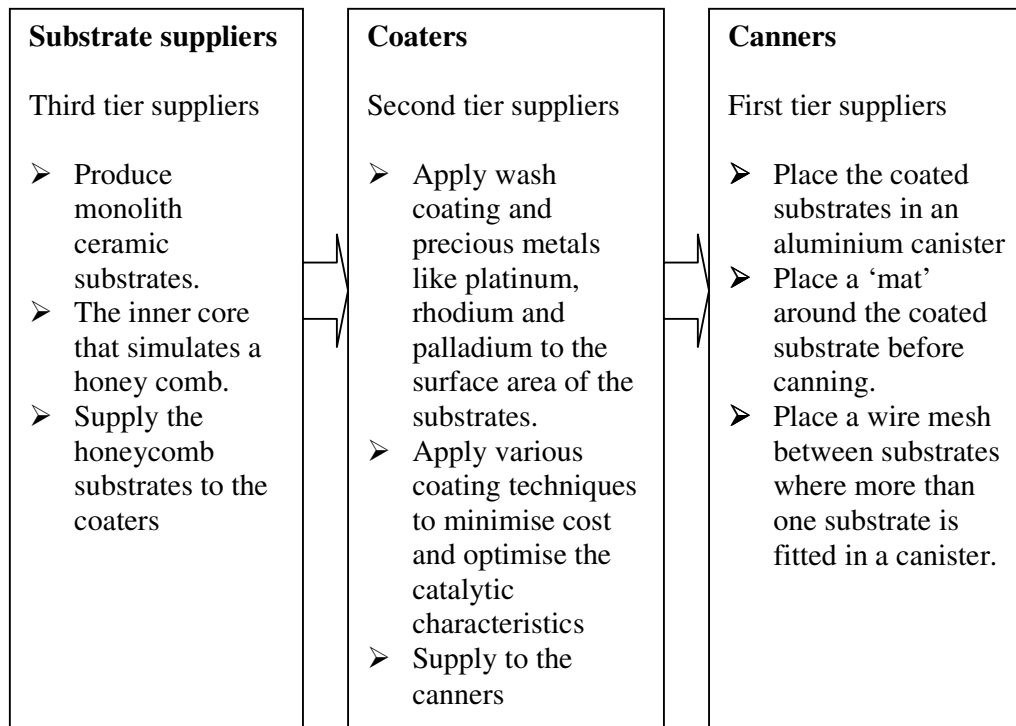 Substrate suppliers
Third tier suppliers
➢ Produce
monolith
ceramic
substrates.
➢ The inner core
that simulates a
honey comb.
➢ Supply the
honeycomb
substrates to the
coaters
Coaters
Second tier suppliers
➢ Apply wash
coating and
precious metals
like platinum,
rhodium and
palladium to the
surface area of the
substrates.
➢ Apply various
coating techniques
to minimise cost
and optimise the
catalytic
characteristics
➢ Supply to the
canners
Canners
First tier suppliers
➢ Place the coated
substrates in an
aluminium canister
➢ Place a ‘mat’
around the coated
substrate before
canning.
➢ Place a wire mesh
between substrates
where more than
one substrate is
fitted in a canister.